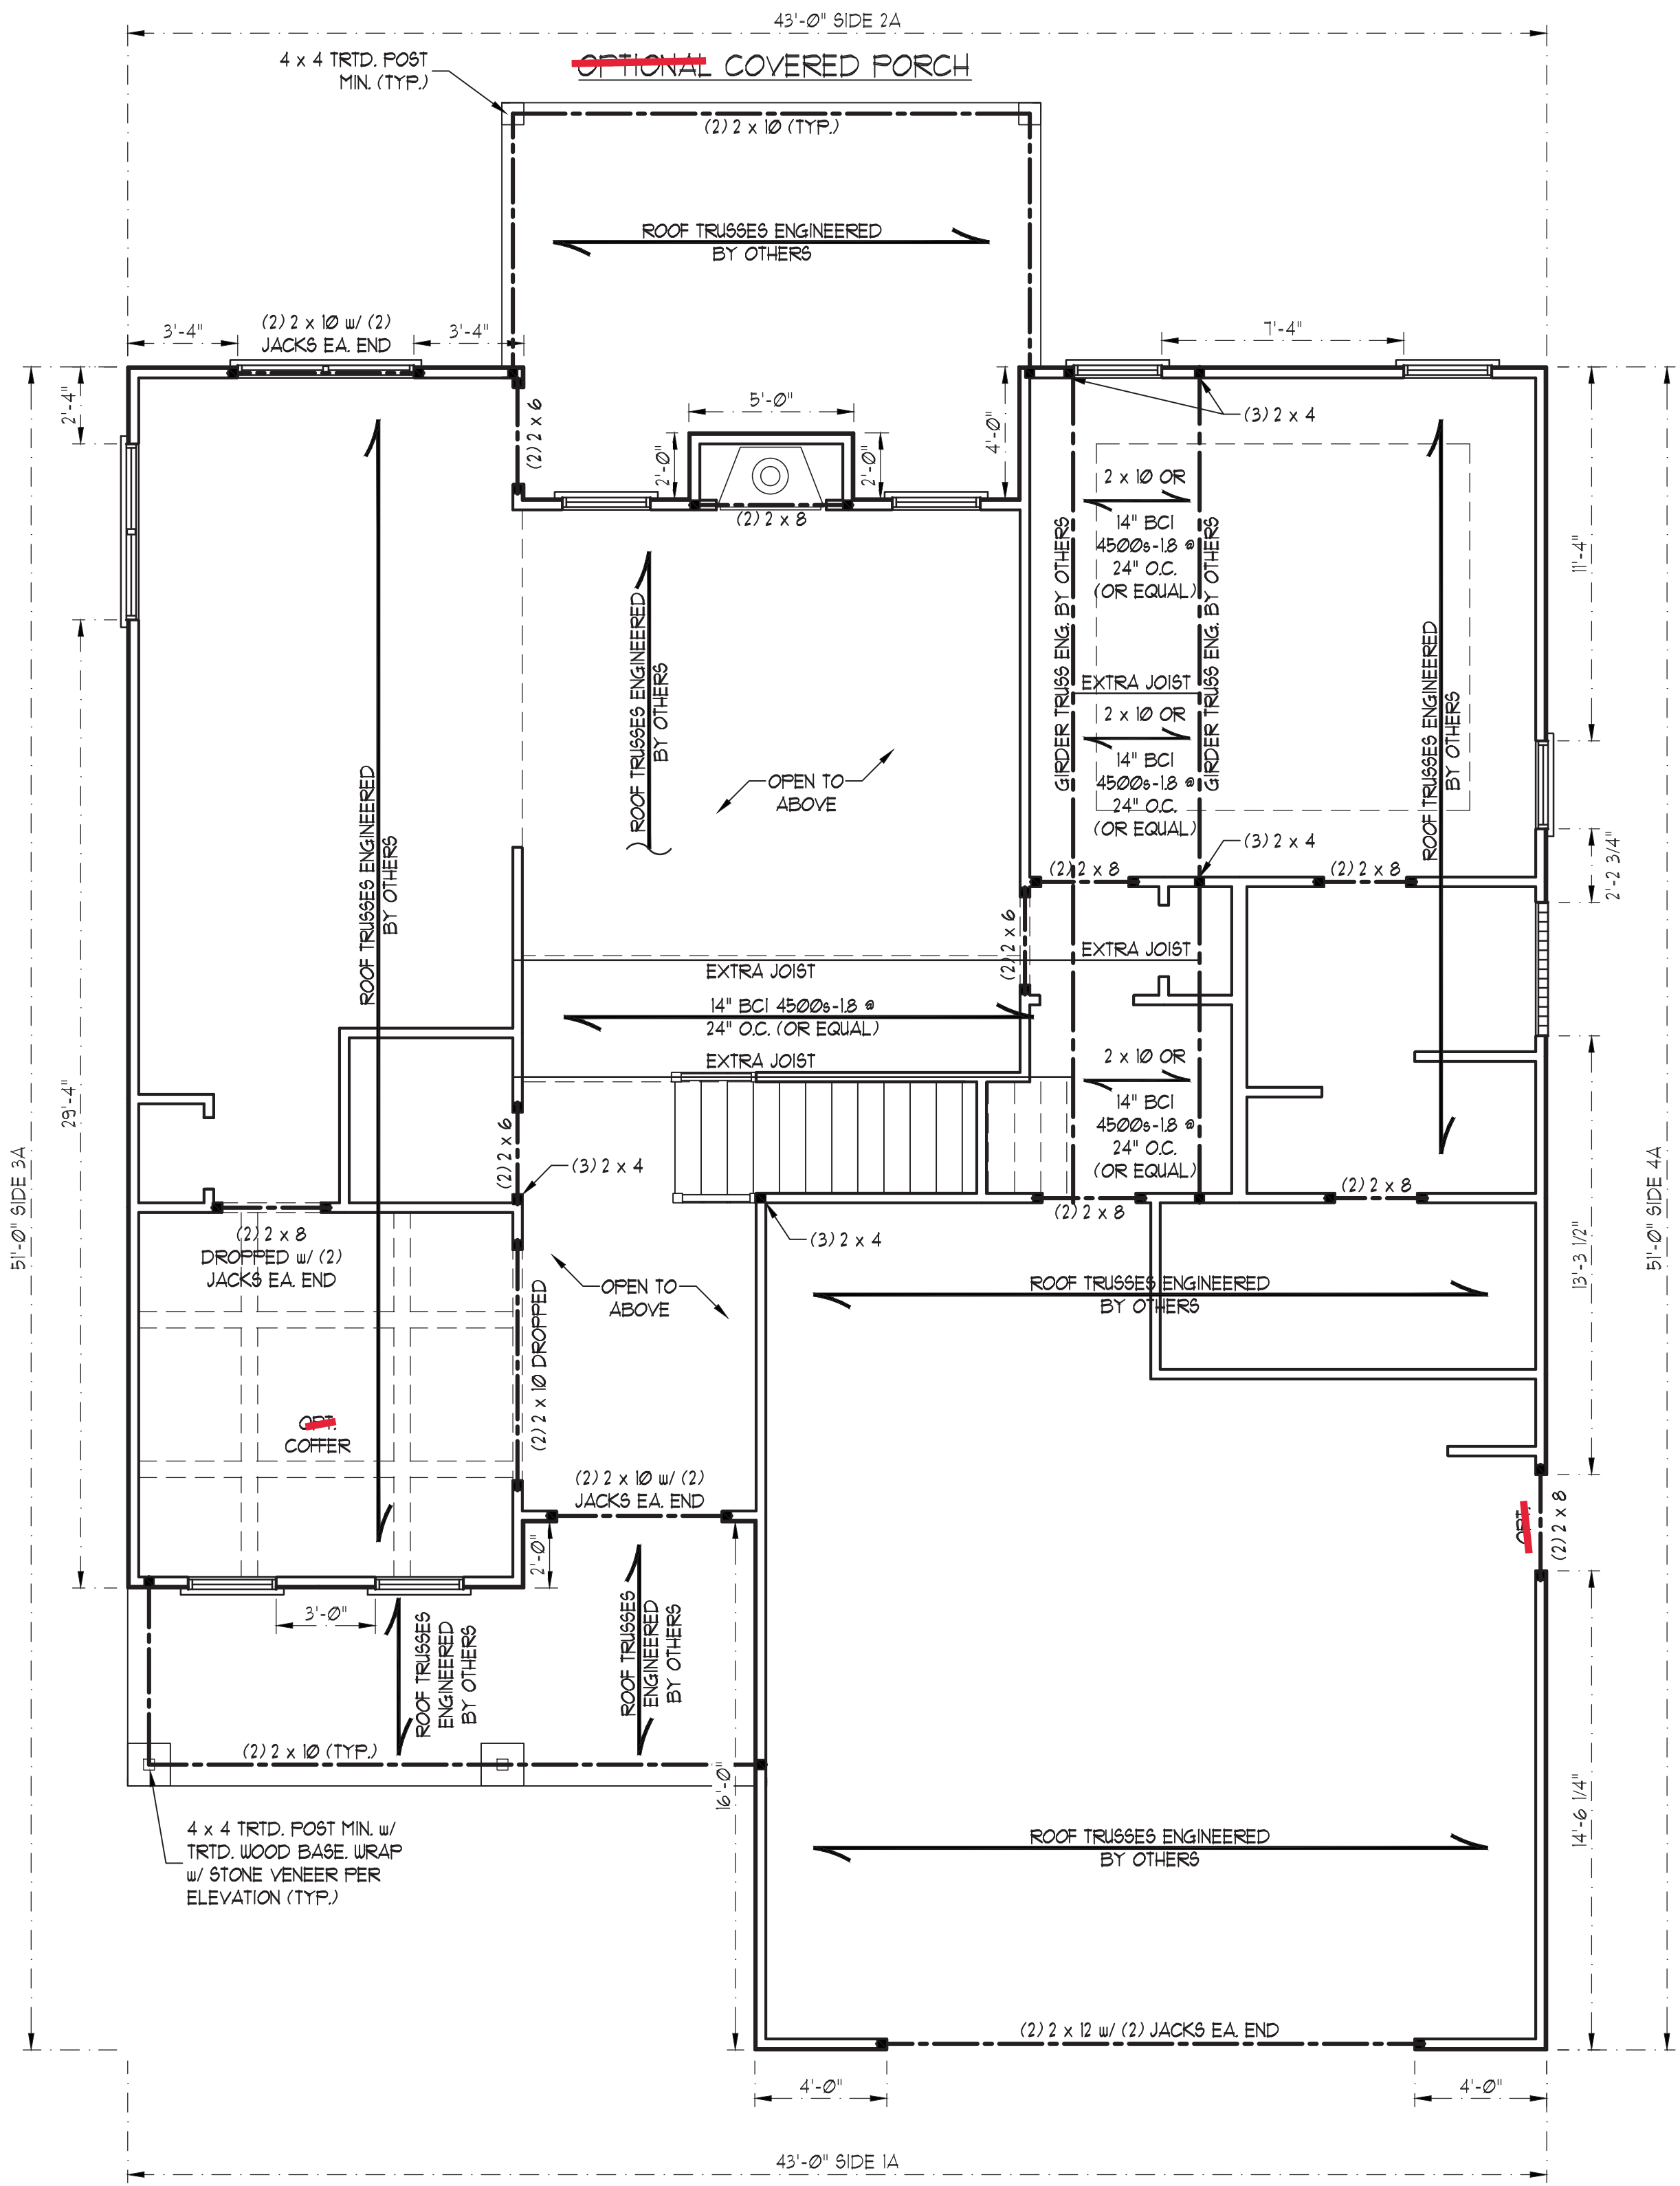 43'-0" SIDE 2A
4 x 4 TRTD. POST
MIN. (TYP.)
OPTIONAL COVERED PORCH
(2) 2 x 10 (TYP.)
ROOF TRUSSES ENGINEERED
BY OTHERS
3'-4"
(2) 2 x 10 w/ (2)
JACKS EA. END
3'-4"
7'-4"
2'-4"
(2) 2 x 6
5'-0"
2'-0"
2'-0"
4'-0"
(3) 2 x 4
(2) 2 x 8
2 x 10 OR
14" BCI
4500s-1.8 @
24" O.C.
(OR EQUAL)
GIRDER TRUSS ENG. BY OTHERS
GIRDER TRUSS ENG. BY OTHERS
11'-4"
ROOF TRUSSES ENGINEERED
BY OTHERS
EXTRA JOIST
2 x 10 OR
14" BCI
4500s-1.8 @
24" O.C.
(OR EQUAL)
ROOF TRUSSES ENGINEERED
BY OTHERS
OPEN TO
ABOVE
ROOF TRUSSES ENGINEERED
BY OTHERS
(3) 2 x 4
(2) 2 x 8
(2) 2 x 8
2'-2 3/4"
(2) 2 x 6
EXTRA JOIST
EXTRA JOIST
14" BCI 4500s-1.8 @
24" O.C. (OR EQUAL)
EXTRA JOIST
2 x 10 OR
14" BCI
4500s-1.8 @
24" O.C.
(OR EQUAL)
29'-4"
51'-0" SIDE 3A
(2) 2 x 6
(3) 2 x 4
(2) 2 x 8
(2) 2 x 8
51'-0" SIDE 4A
13'-3 1/2"
(2) 2 x 8
DROPPED w/ (2)
JACKS EA. END
(3) 2 x 4
OPEN TO
ABOVE
ROOF TRUSSES ENGINEERED
BY OTHERS
(2) 2 x 10 DROPPED
OPT.
COFFER
(2) 2 x 10 w/ (2)
JACKS EA. END
OPT.
(2) 2 x 8
2'-0"
3'-0"
ROOF TRUSSES
ENGINEERED
BY OTHERS
ROOF TRUSSES
ENGINEERED
BY OTHERS
(2) 2 x 10 (TYP.)
16'-0"
14'-6 1/4"
4 x 4 TRTD. POST MIN. w/
TRTD. WOOD BASE. WRAP
w/ STONE VENEER PER
ELEVATION (TYP.)
ROOF TRUSSES ENGINEERED
BY OTHERS
(2) 2 x 12 w/ (2) JACKS EA. END
4'-0"
4'-0"
43'-0" SIDE 1A